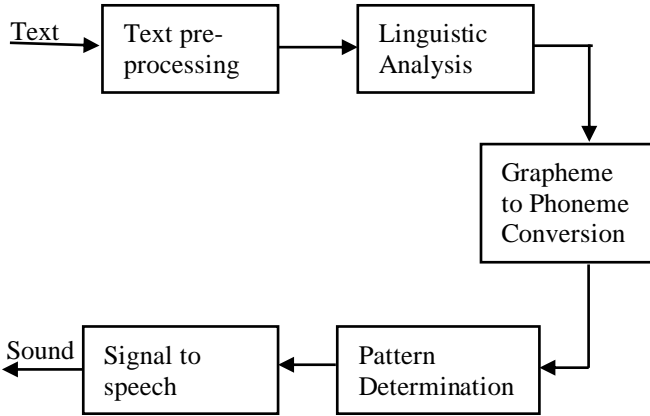 Text
Text pre-
processing
Linguistic
Analysis
Grapheme
to Phoneme
Conversion
Pattern
Determination
Signal to
speech
Sound